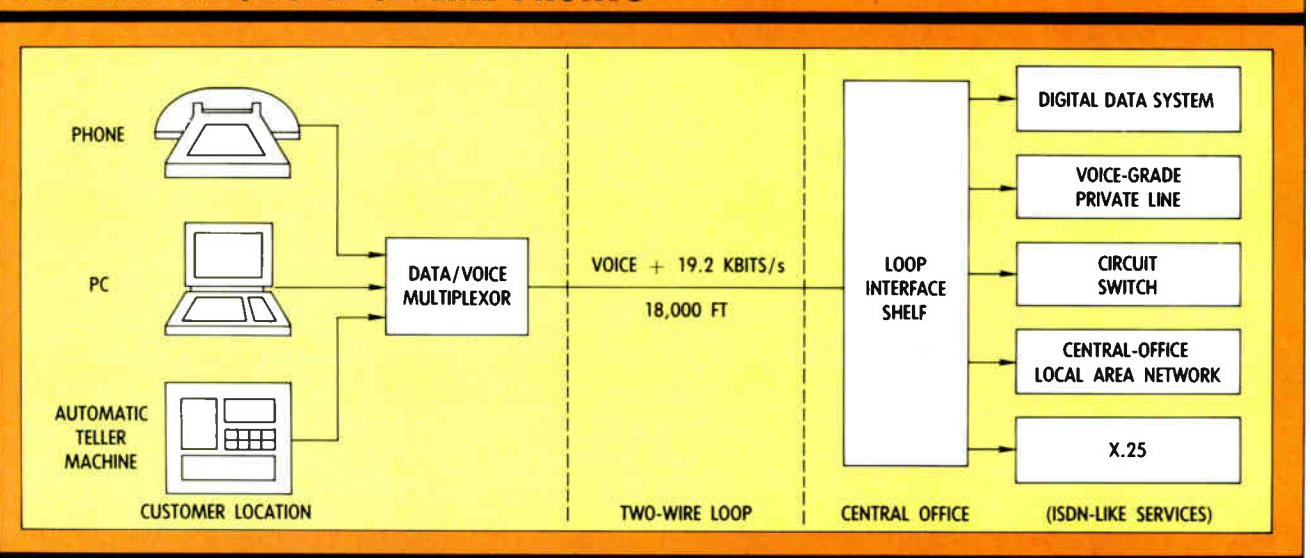 PHONE
PC
AUTOMATIC
TELLER
MACHINE
CUSTOMER LOCATION
DATA/VOICE
MULTIPLEXOR
VOICE + 19.2 KBITS/s
18,000 FT
TWO-WIRE LOOP
LOOP
INTERFACE
SHELF
CENTRAL OFFICE
DIGITAL DATA SYSTEM
VOICE-GRADE
PRIVATE LINE
CIRCUIT
SWITCH
CENTRAL-OFFICE
LOCAL AREA NETWORK
X.25
(ISDN-LIKE SERVICES)